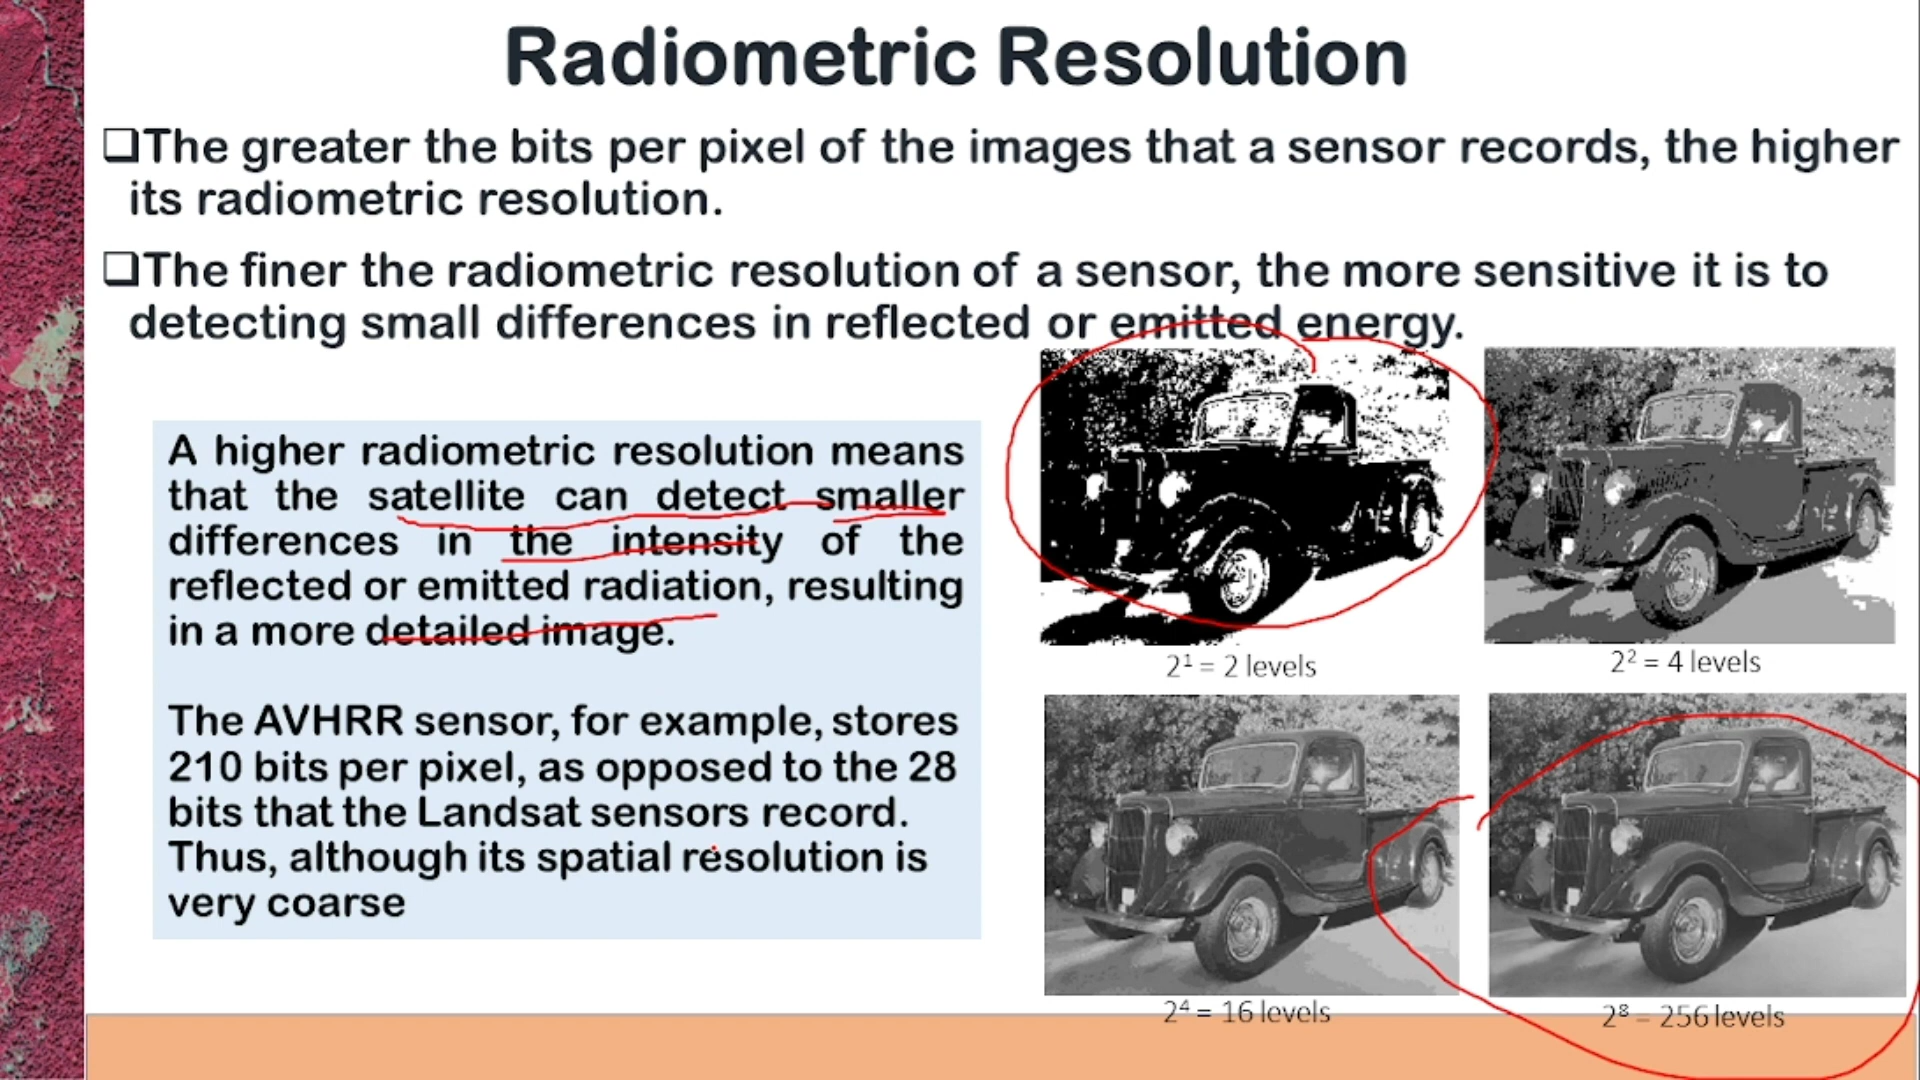 Radiometric Resolution
❑The greater the bits per pixel of the images that a sensor records, the higher
its radiometric resolution.
❑The finer the radiometric resolution of a sensor, the more sensitive it is to
detecting small differences in reflected or emitted energy.
A higher radiometric resolution means
that the satellite can detect smaller
differences in the intensity of the
reflected or emitted radiation, resulting
in a more detailed image.
The AVHRR sensor, for example, stores
210 bits per pixel, as opposed to the 28
bits that the Landsat sensors record.
Thus, although its spatial resolution is
very coarse
2¹ = 2 levels
2² = 4 levels
2⁴ = 16 levels
2⁸ – 256 levels